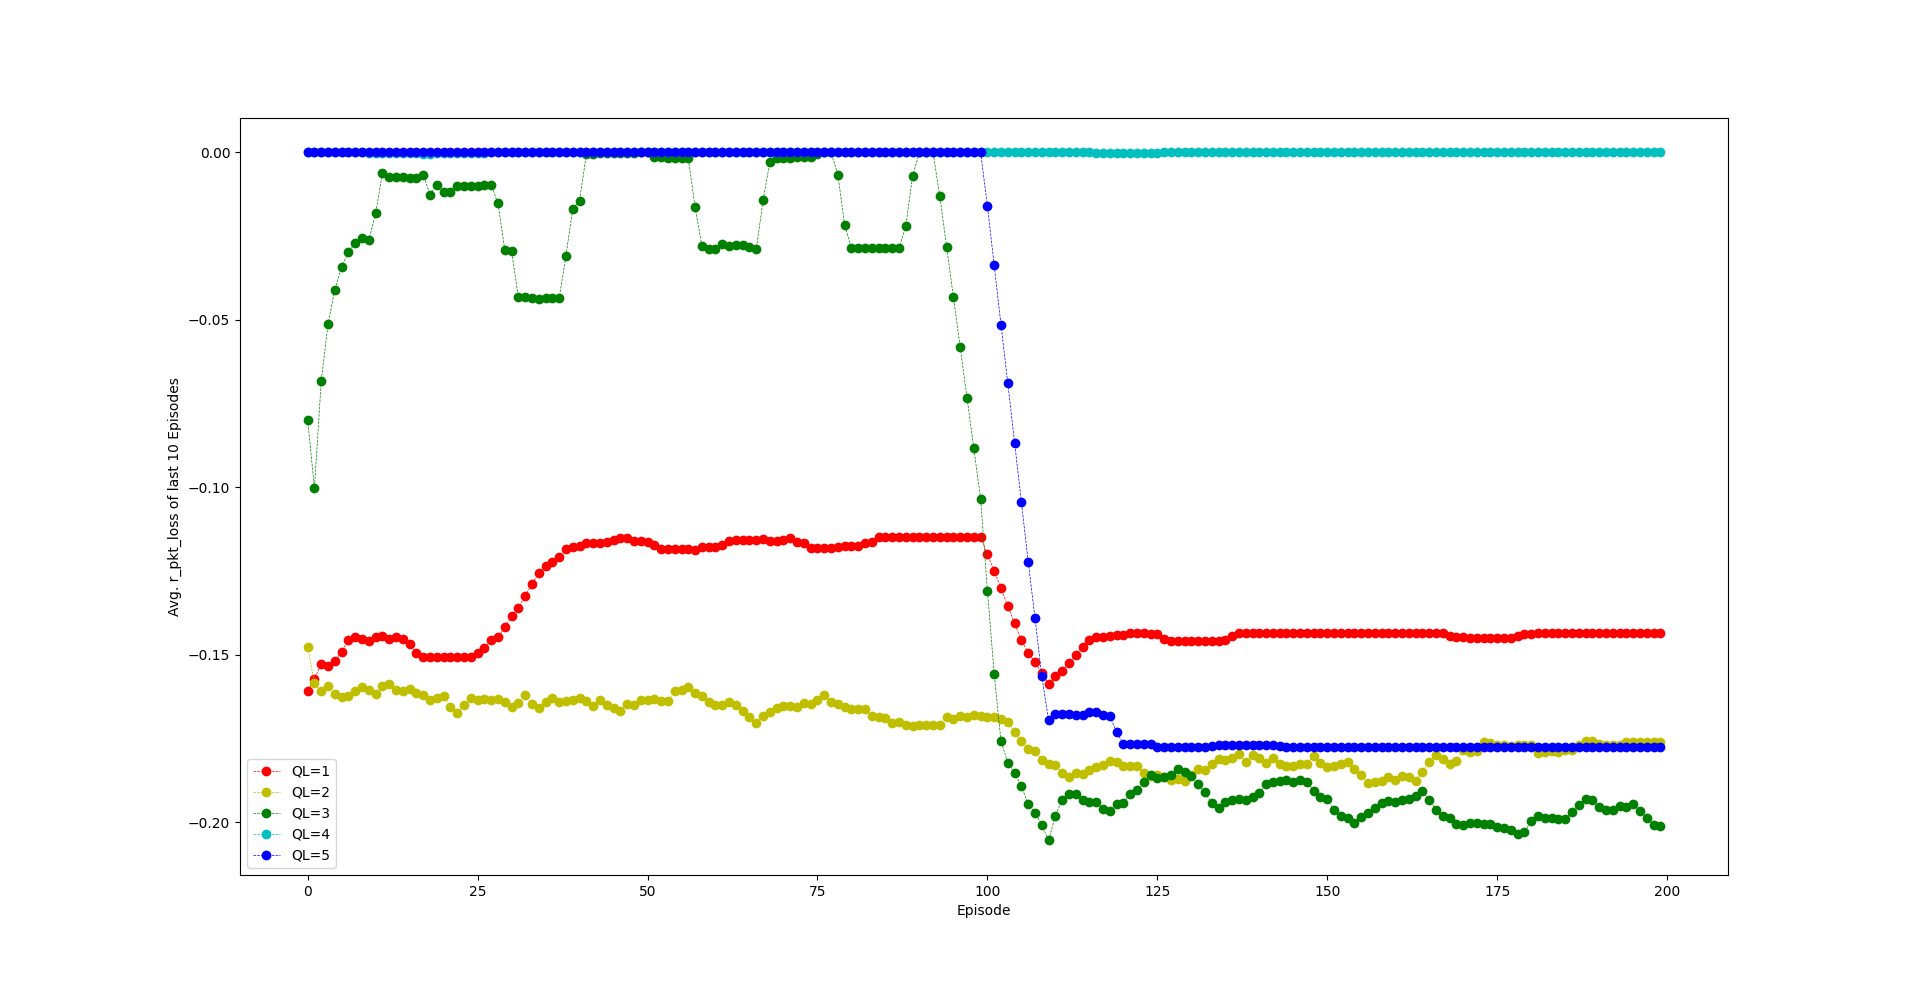 0.00
−0.05
−0.10
−0.15
−0.20
Avg. r_pkt_loss of last 10 Episodes
QL=1
QL=2
QL=3
QL=4
QL=5
0 25 50 75 100 125 150 175 200
Episode